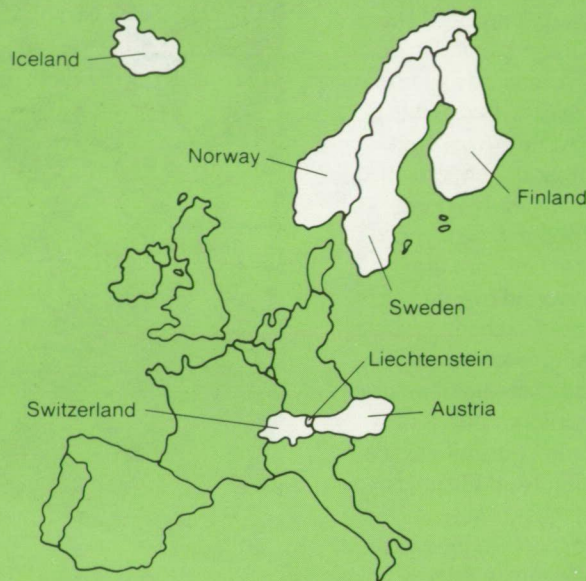 Iceland
Norway
Finland
Sweden
Liechtenstein
Switzerland
Austria